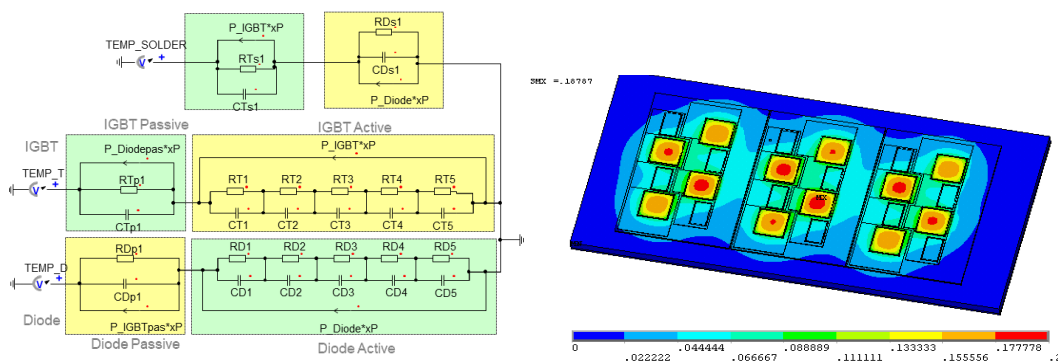 P_IGBT*xP
RDs1
TEMP_SOLDER
V
+
RTs1
CDs1
CTs1
P_Diode*xP
IGBT Passive
IGBT Active
IGBT
P_Diodepas*xP
P_IGBT*xP
TEMP_T
V
+
RTp1
RT1 RT2 RT3 RT4 RT5
CTp1
CT1 CT2 CT3 CT4 CT5
RDp1
RD1 RD2 RD3 RD4 RD5
TEMP_D
V
+
CDp1
CD1 CD2 CD3 CD4 CD5
Diode
P_IGBTpas*xP
P_Diode*xP
Diode Passive
Diode Active
SMX =.18787
MX
0 .044444 .088889 .133333 .177778
.022222 .066667 .111111 .155556 .2